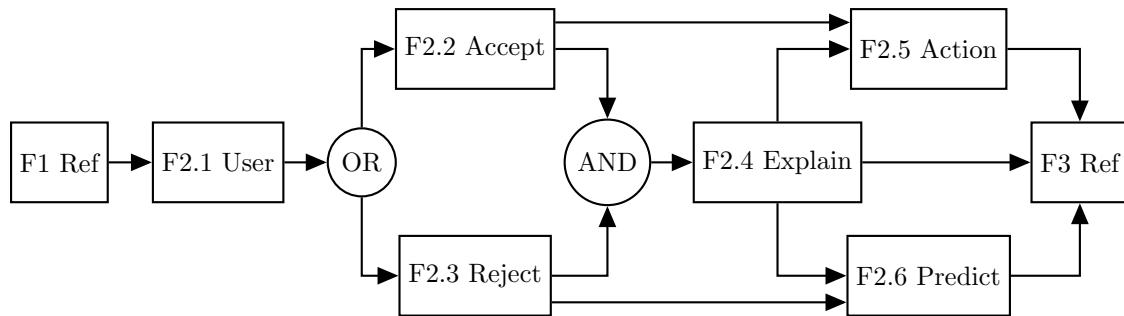 F1 Ref
F2.1 User
OR
F2.2 Accept
F2.3 Reject
AND
F2.4 Explain
F2.5 Action
F2.6 Predict
F3 Ref